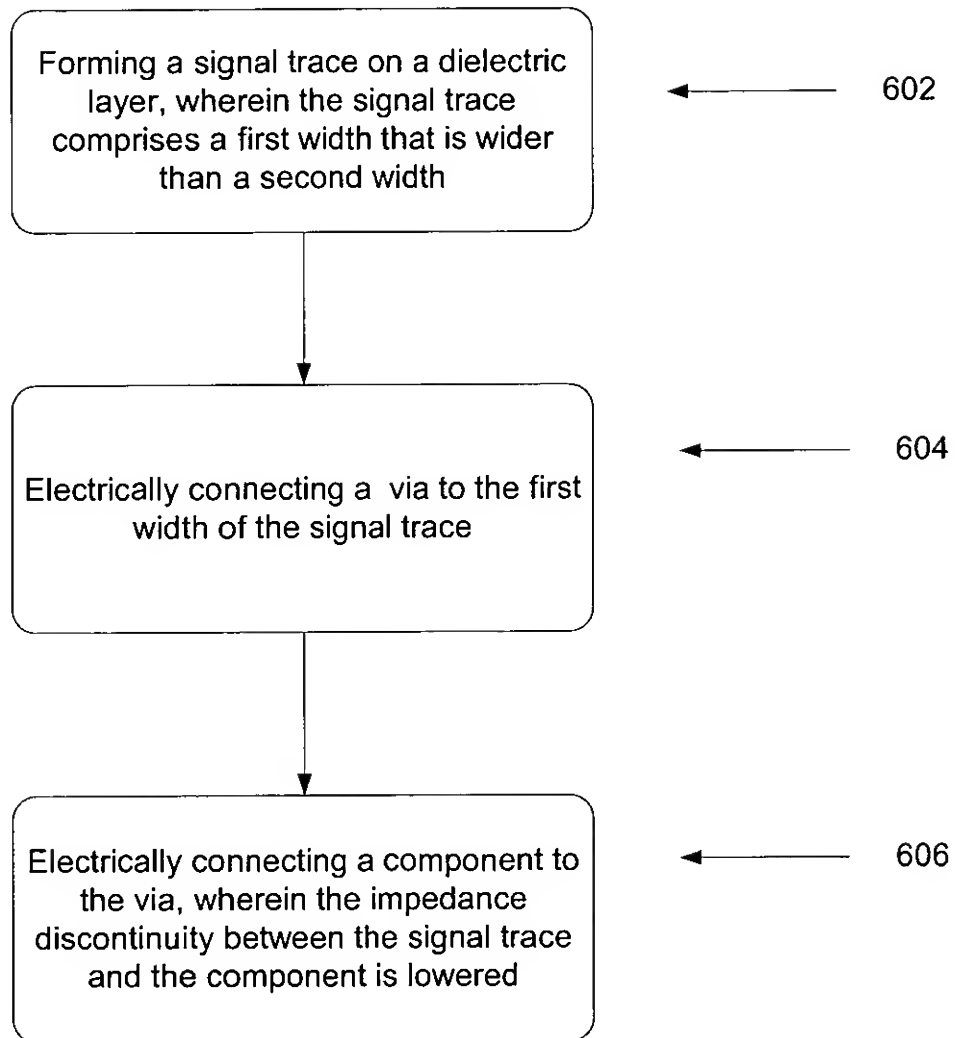 Forming a signal trace on a dielectric
layer, wherein the signal trace
comprises a first width that is wider
than a second width
602
Electrically connecting a via to the first
width of the signal trace
604
Electrically connecting a component to
the via, wherein the impedance
discontinuity between the signal trace
and the component is lowered
606